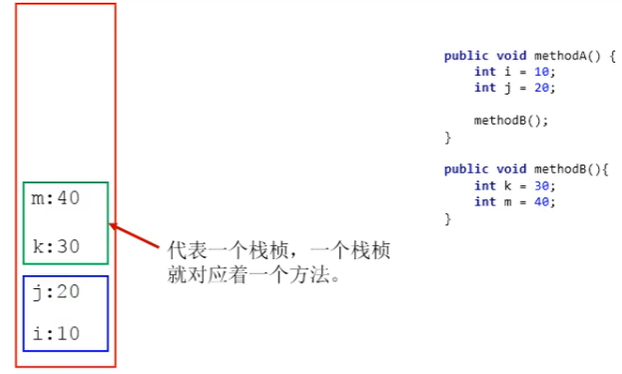 m:40
k:30
j:20
i:10
代表一个栈桢，一个栈桢
就对应着一个方法。
public void methodA() {
int i = 10;
int j = 20;
methodB();
}
public void methodB(){
int k = 30;
int m = 40;
}